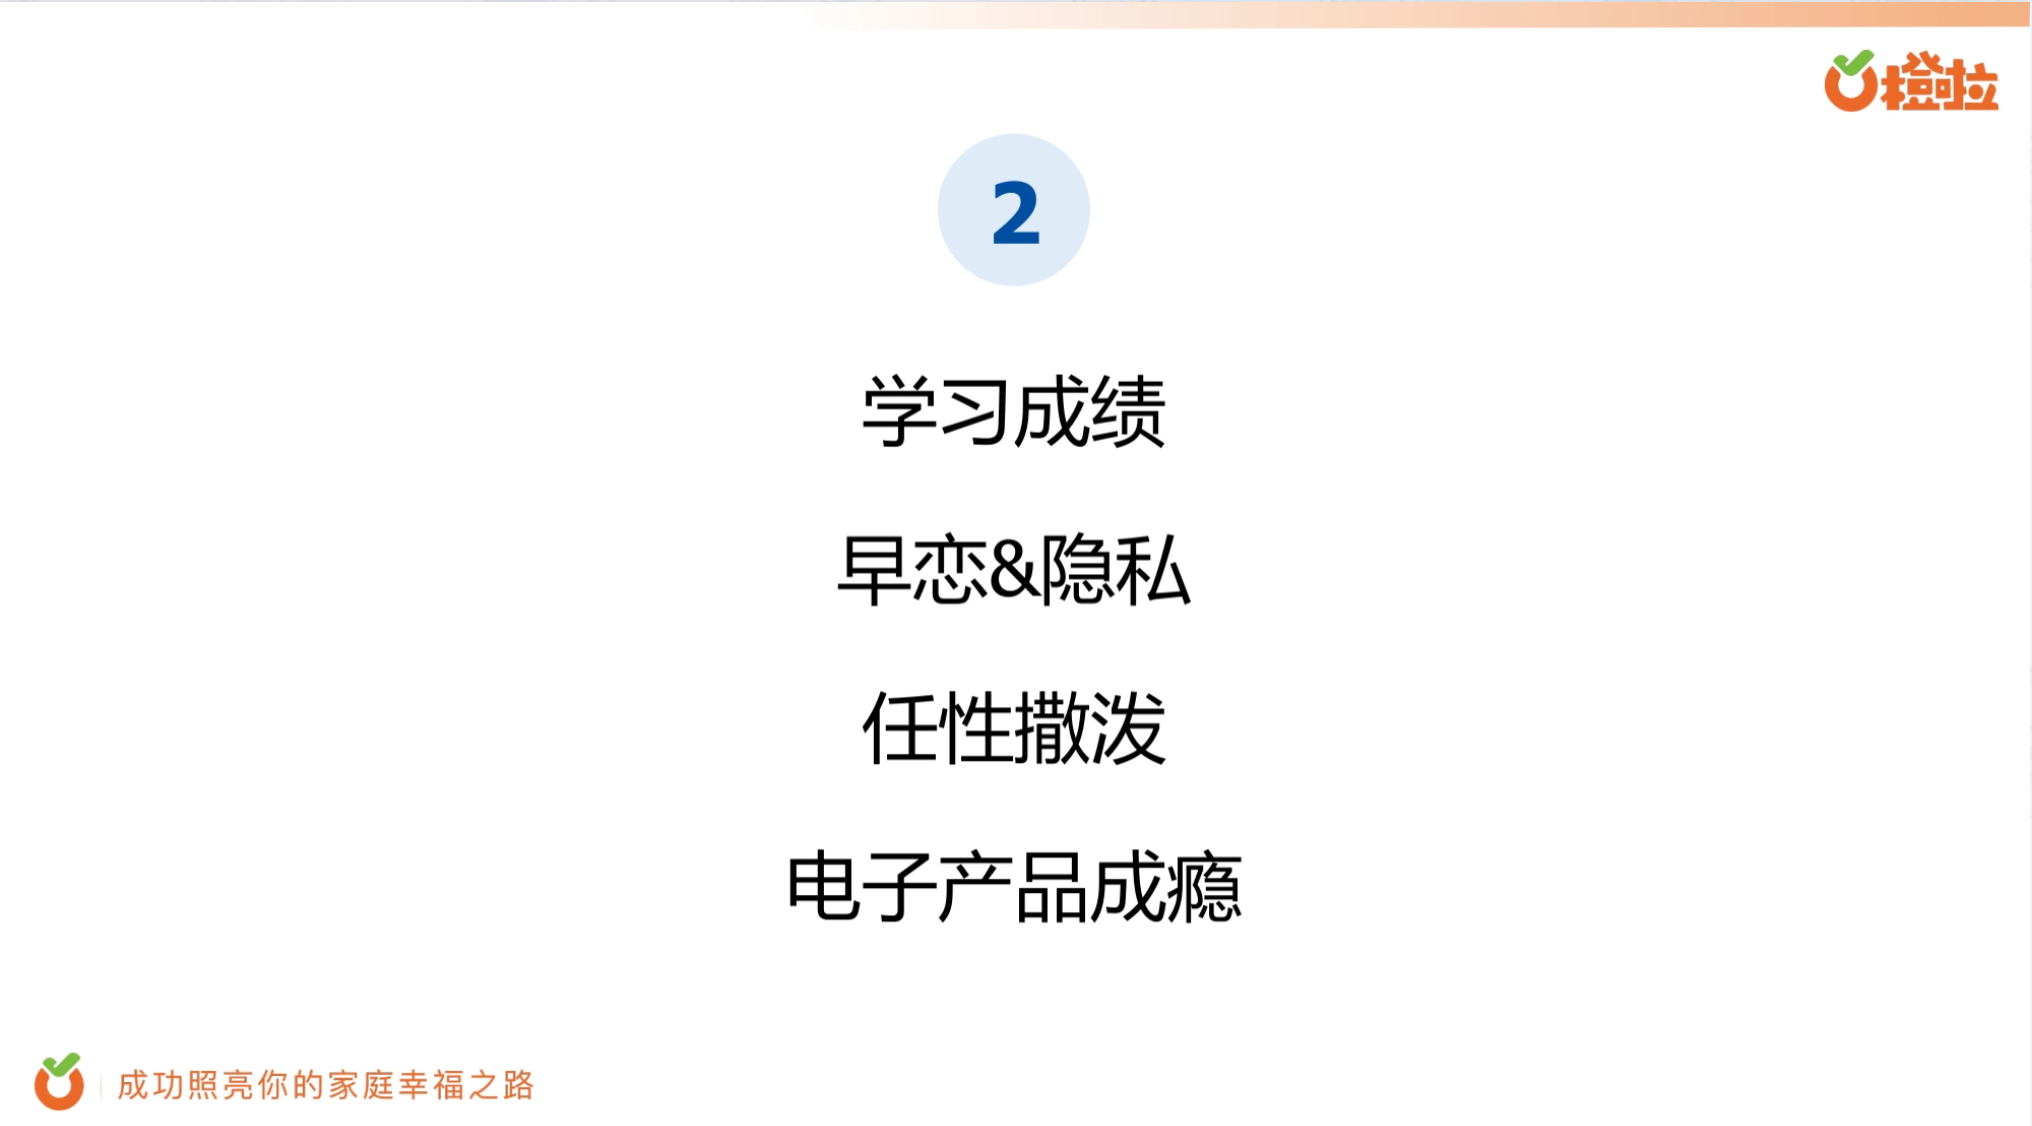 橙啦
2
学习成绩
早恋&隐私
任性撒泼
电子产品成瘾
成功照亮你的家庭幸福之路